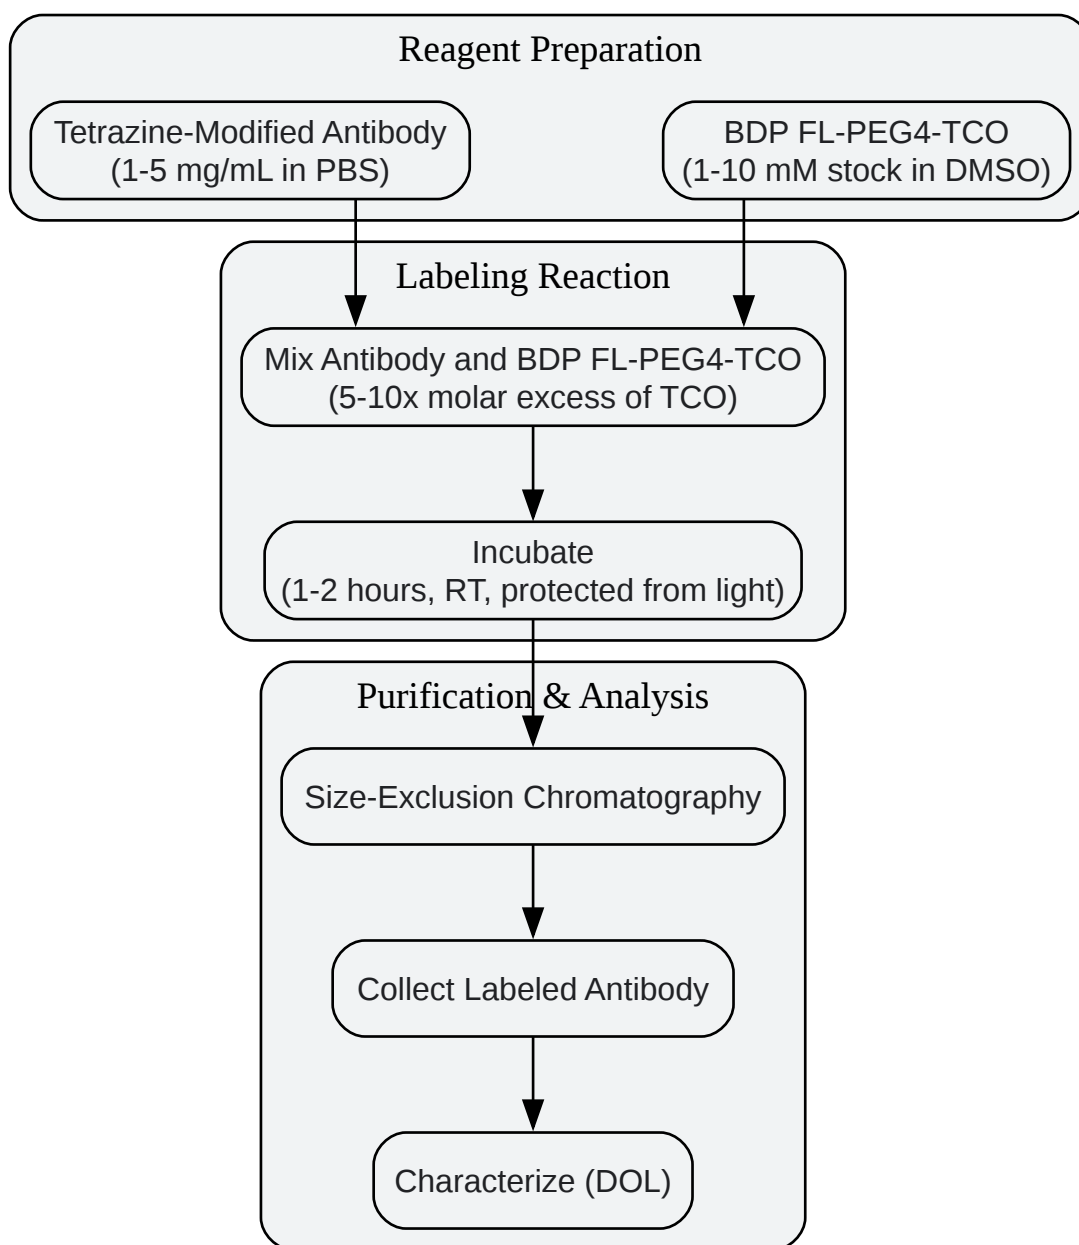 Reagent Preparation
Tetrazine-Modified Antibody
(1-5 mg/mL in PBS)
BDP FL-PEG4-TCO
(1-10 mM stock in DMSO)
Labeling Reaction
Mix Antibody and BDP FL-PEG4-TCO
(5-10x molar excess of TCO)
Incubate
(1-2 hours, RT, protected from light)
Purification & Analysis
Size-Exclusion Chromatography
Collect Labeled Antibody
Characterize (DOL)